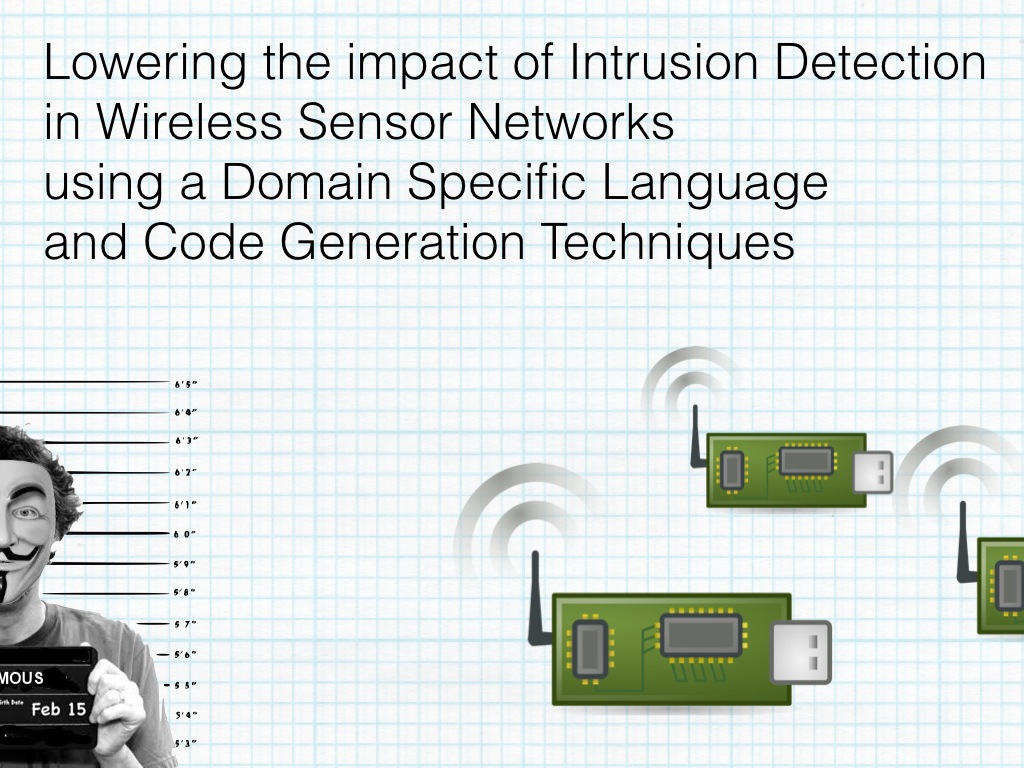 Lowering the impact of Intrusion Detection
in Wireless Sensor Networks
using a Domain Specific Language
and Code Generation Techniques
6'5"
6'4"
6'3"
6'2"
6'1"
6 0"
5'9"
5'8"
5 7"
5'6"
5 5"
5'4"
5'3"
MOUS
irth Date
Feb 15